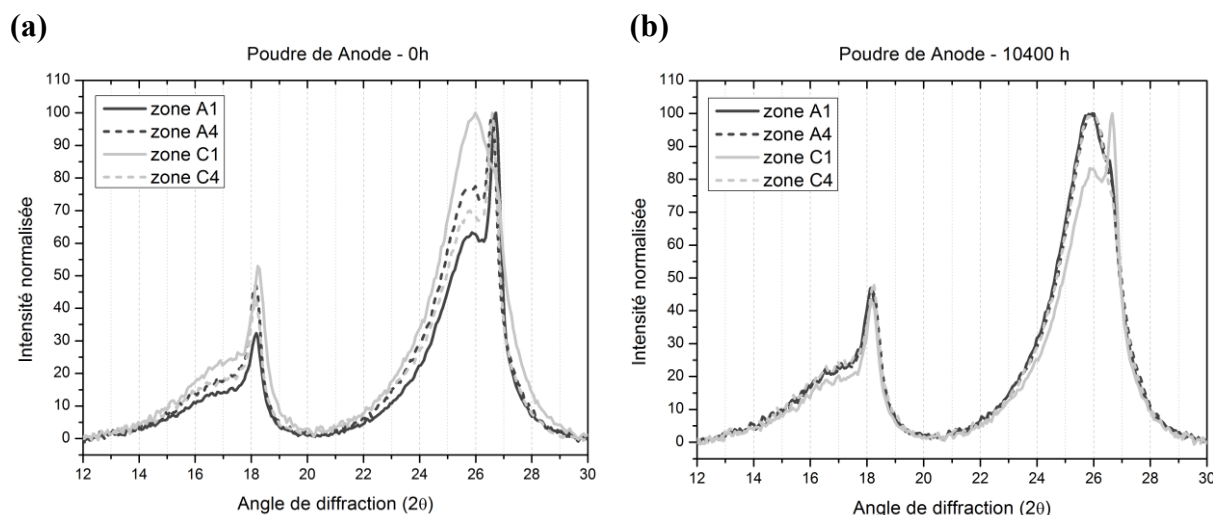 (a)
Poudre de Anode - 0h
Intensité normalisée
110
100
90
80
70
60
50
40
30
20
10
0
zone A1
zone A4
zone C1
zone C4
12 14 16 18 20 22 24 26 28 30
Angle de diffraction (2θ)
(b)
Poudre de Anode - 10400 h
Intensité normalisée
110
100
90
80
70
60
50
40
30
20
10
0
zone A1
zone A4
zone C1
zone C4
12 14 16 18 20 22 24 26 28 30
Angle de diffraction (2θ)